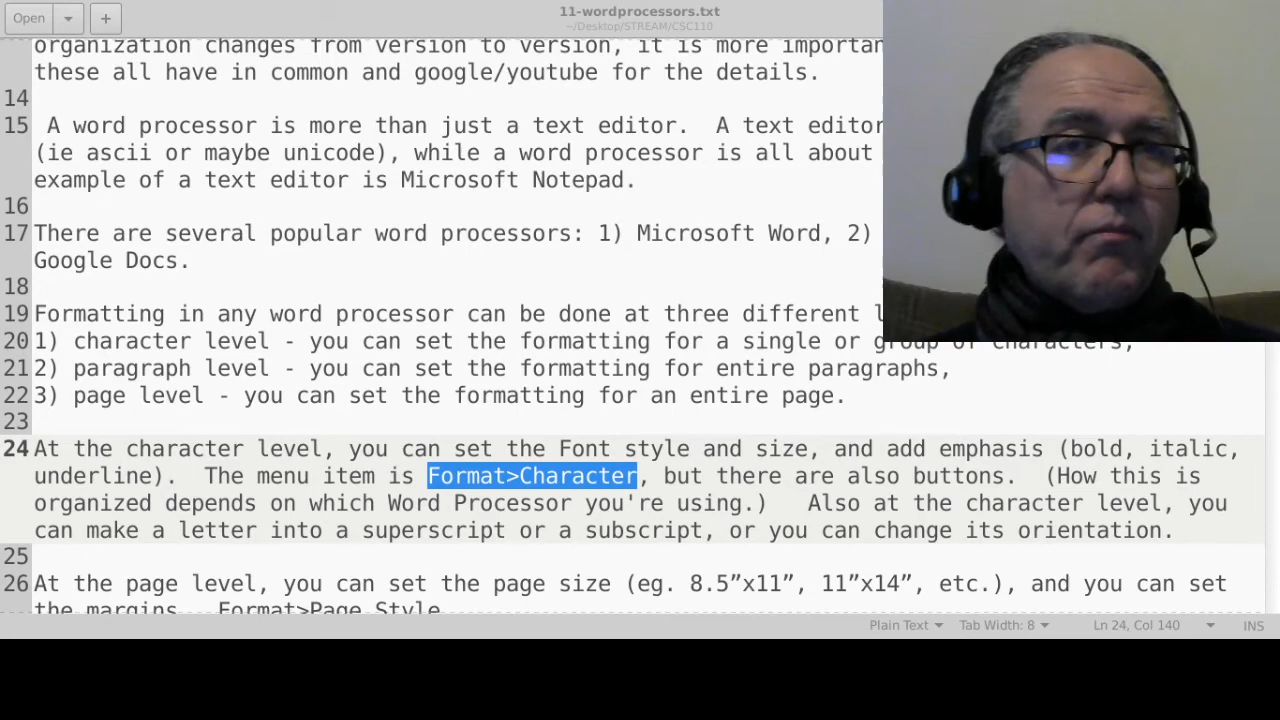 Open
+
11-wordprocessors.txt
~/Desktop/STREAM/CSC110
organization changes from version to version, it is more importan
these all have in common and google/youtube for the details.
14
15 A word processor is more than just a text editor. A text editor
(ie ascii or maybe unicode), while a word processor is all about
example of a text editor is Microsoft Notepad.
16
17 There are several popular word processors: 1) Microsoft Word, 2)
Google Docs.
18
19 Formatting in any word processor can be done at three different l
20 1) character level - you can set the formatting for a single or group of characters,
21 2) paragraph level - you can set the formatting for entire paragraphs,
22 3) page level - you can set the formatting for an entire page.
23
24 At the character level, you can set the Font style and size, and add emphasis (bold, italic,
underline). The menu item is Format>Character, but there are also buttons. (How this is
organized depends on which Word Processor you're using.) Also at the character level, you
can make a letter into a superscript or a subscript, or you can change its orientation.
25
26 At the page level, you can set the page size (eg. 8.5”x11”, 11”x14”, etc.), and you can set
the margins. Format>Page Style
Plain Text Tab Width: 8 Ln 24, Col 140 INS